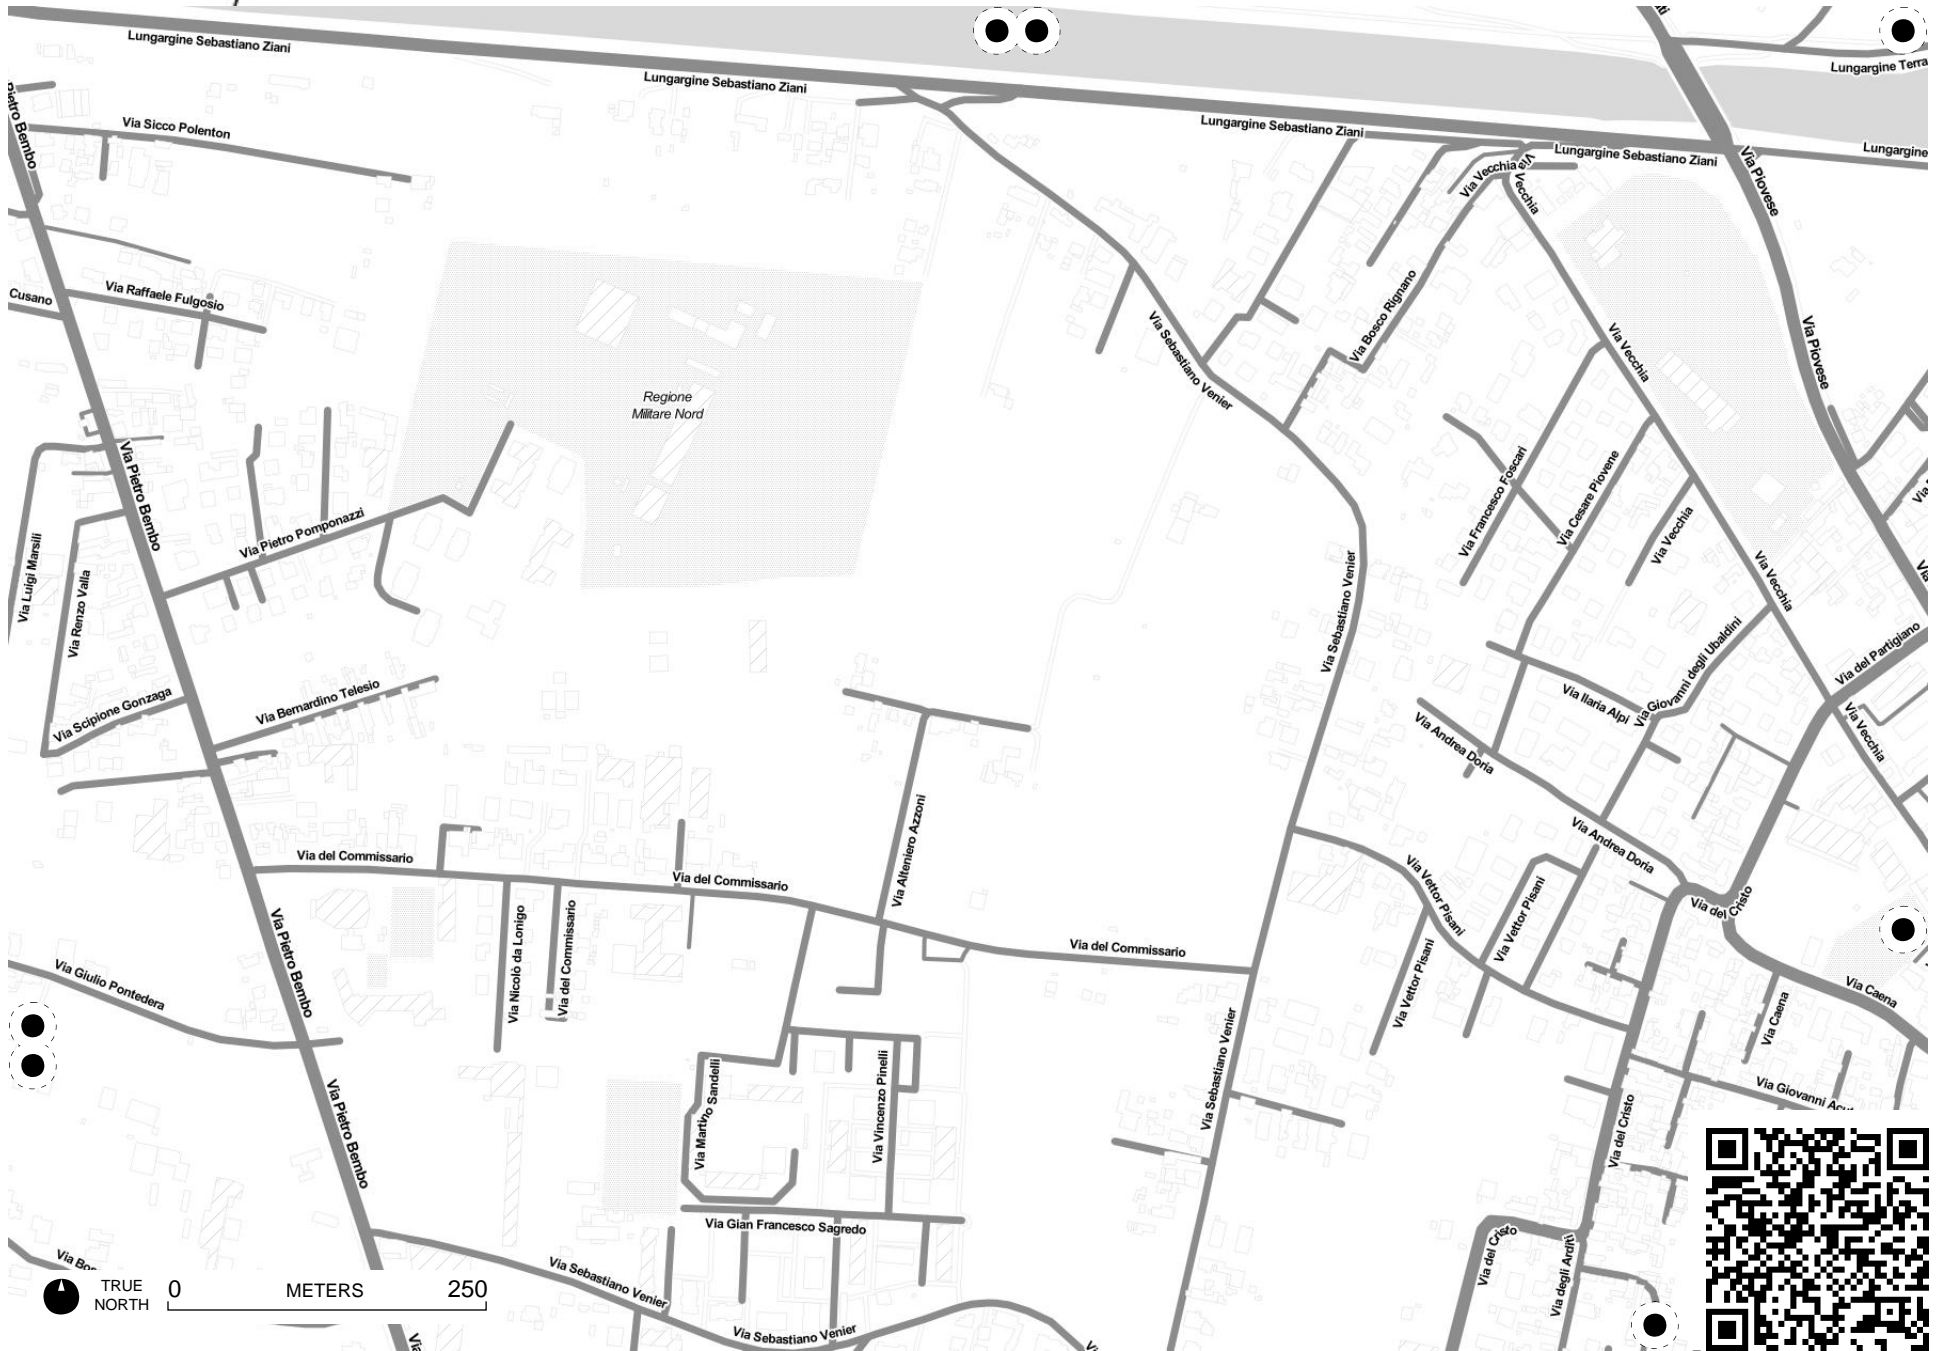 Lungargine Sebastiano Ziani
Lungargine Sebastiano Ziani
Lungargine Terra
Pietro Bembo
Via Sicco Polenton
Lungargine Sebastiano Ziani
Lungargine Sebastiano Ziani
Lungargine
Via Vecchia
Via Vecchia
Via Piovese
Cusano
Via Raffaele Fulgosio
Via Sebastiano Venier
Via Bosco Rignano
Via Vecchia
Via Piovese
Regione
Militare Nord
Via Pietro Bembo
Via Pietro Pomponazzi
Via Francesco Foscari
Via Cesare Piovene
Via Vecchia
Via Vecchia
Via Luigi Marsili
Via Renzo Valla
Via Sebastiano Venier
Via Giovanni degli Ubaldini
Via del Partigiano
Via Scipione Gonzaga
Via Bernardino Telesio
Via Ilaria Alpi
Via Andrea Doria
Via Vecchia
Via Alteniero Azzoni
Via Andrea Doria
Via del Commissario
Via del Commissario
Via Vettor Pisani
Via Vettor Pisani
Via Vettor Pisani
Via del Cristo
Via Pietro Bembo
Via Nicolò da Lonigo
Via del Commissario
Via del Commissario
Via Giulio Pontedera
Via Caena
Via Caena
Via Sebastiano Venier
Via Pietro Bembo
Via Martino Sandelli
Via Vincenzo Pinelli
Via Giovanni Acut
Via del Cristo
Via Gian Francesco Sagredo
Via del Cristo
Via degli Arditi
Via Bos
Via Sebastiano Venier
Via Sebastiano Venier
TRUE
NORTH
0 METERS 250